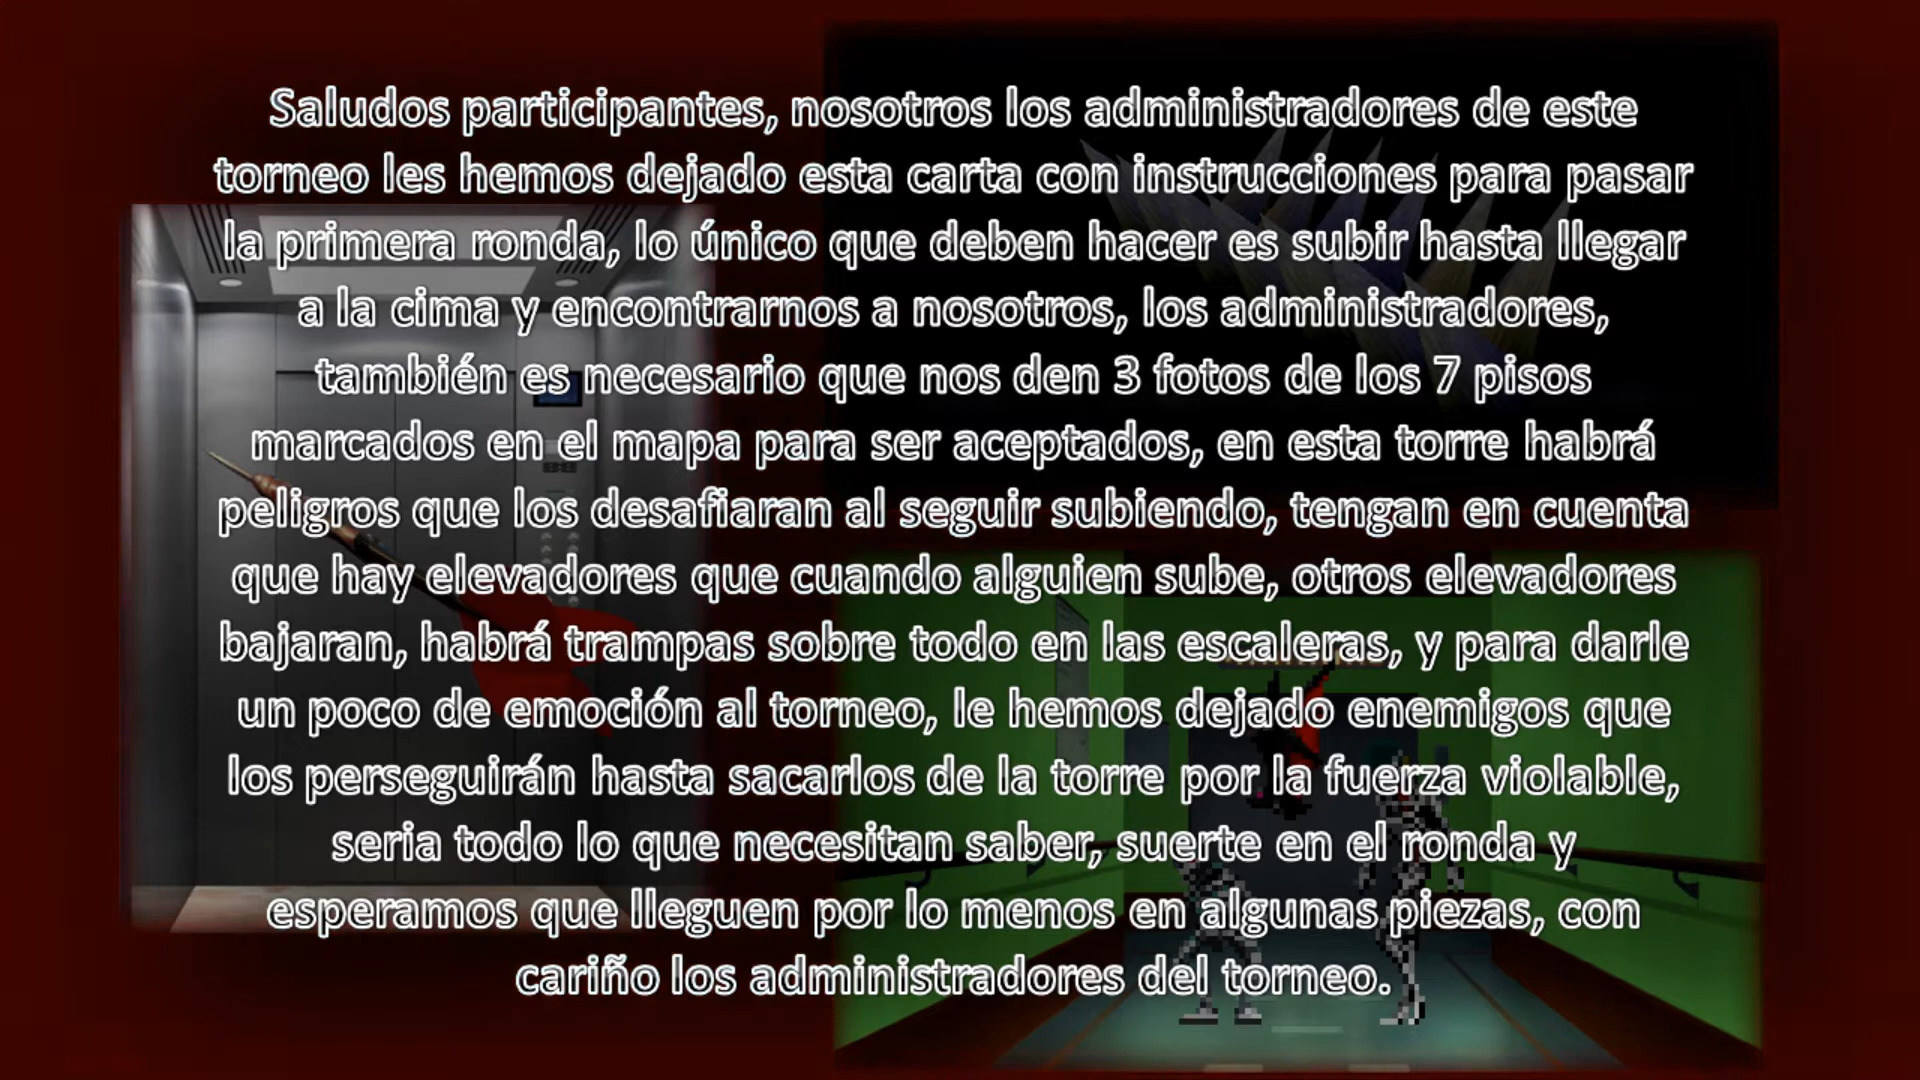 Saludos participantes, nosotros los administradores de este
torneo les hemos dejado esta carta con instrucciones para pasar
la primera ronda, lo único que deben hacer es subir hasta llegar
a la cima y encontrarnos a nosotros, los administradores,
también es necesario que nos den 3 fotos de los 7 pisos
marcados en el mapa para ser aceptados, en esta torre habrá
peligros que los desafiaran al seguir subiendo, tengan en cuenta
que hay elevadores que cuando alguien sube, otros elevadores
bajaran, habrá trampas sobre todo en las escaleras, y para darle
un poco de emoción al torneo, le hemos dejado enemigos que
los perseguirán hasta sacarlos de la torre por la fuerza violable,
seria todo lo que necesitan saber, suerte en el ronda y
esperamos que lleguen por lo menos en algunas piezas, con
cariño los administradores del torneo.